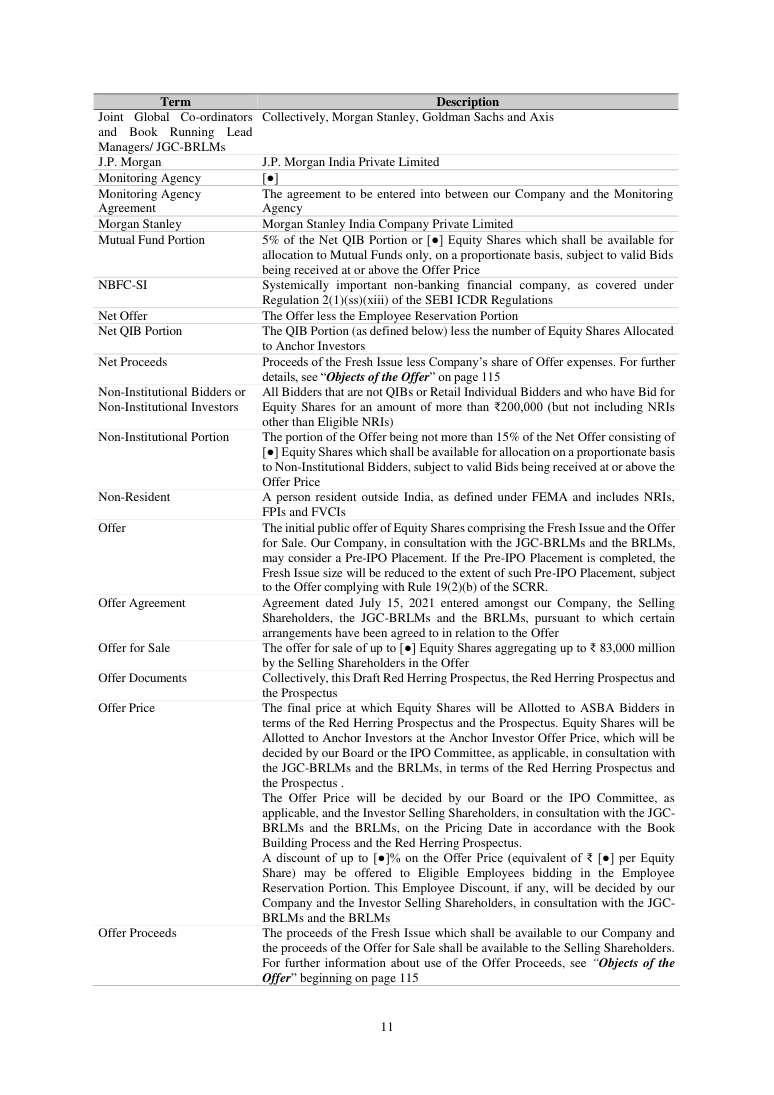 Term Description
Joint Global Co-ordinators Collectively, Morgan Stanley, Goldman Sachs and Axis
and Book Running Lead
Managers/ JGC-BRLMs
J.P. Morgan J.P. Morgan India Private Limited
Monitoring Agency [●]
Monitoring Agency The agreement to be entered into between our Company and the Monitoring
Agreement Agency
Morgan Stanley Morgan Stanley India Company Private Limited
Mutual Fund Portion 5% of the Net QIB Portion or [●] Equity Shares which shall be available for
allocation to Mutual Funds only, on a proportionate basis, subject to valid Bids
being received at or above the Offer Price
NBFC-SI Systemically important non-banking financial company, as covered under
Regulation 2(1)(ss)(xiii) of the SEBI ICDR Regulations
Net Offer The Offer less the Employee Reservation Portion
Net QIB Portion The QIB Portion (as defined below) less the number of Equity Shares Allocated
to Anchor Investors
Net Proceeds Proceeds of the Fresh Issue less Company’s share of Offer expenses. For further
details, see “Objects of the Offer” on page 115
Non-Institutional Bidders or All Bidders that are not QIBs or Retail Individual Bidders and who have Bid for
Non-Institutional Investors Equity Shares for an amount of more than ₹200,000 (but not including NRIs
other than Eligible NRIs)
Non-Institutional Portion The portion of the Offer being not more than 15% of the Net Offer consisting of
[●] Equity Shares which shall be available for allocation on a proportionate basis
to Non-Institutional Bidders, subject to valid Bids being received at or above the
Offer Price
Non-Resident A person resident outside India, as defined under FEMA and includes NRIs,
FPIs and FVCIs
Offer The initial public offer of Equity Shares comprising the Fresh Issue and the Offer
for Sale. Our Company, in consultation with the JGC-BRLMs and the BRLMs,
may consider a Pre-IPO Placement. If the Pre-IPO Placement is completed, the
Fresh Issue size will be reduced to the extent of such Pre-IPO Placement, subject
to the Offer complying with Rule 19(2)(b) of the SCRR.
Offer Agreement Agreement dated July 15, 2021 entered amongst our Company, the Selling
Shareholders, the JGC-BRLMs and the BRLMs, pursuant to which certain
arrangements have been agreed to in relation to the Offer
Offer for Sale The offer for sale of up to [●] Equity Shares aggregating up to ₹ 83,000 million
by the Selling Shareholders in the Offer
Offer Documents Collectively, this Draft Red Herring Prospectus, the Red Herring Prospectus and
the Prospectus
Offer Price The final price at which Equity Shares will be Allotted to ASBA Bidders in
terms of the Red Herring Prospectus and the Prospectus. Equity Shares will be
Allotted to Anchor Investors at the Anchor Investor Offer Price, which will be
decided by our Board or the IPO Committee, as applicable, in consultation with
the JGC-BRLMs and the BRLMs, in terms of the Red Herring Prospectus and
the Prospectus .
The Offer Price will be decided by our Board or the IPO Committee, as
applicable, and the Investor Selling Shareholders, in consultation with the JGC-
BRLMs and the BRLMs, on the Pricing Date in accordance with the Book
Building Process and the Red Herring Prospectus.
A discount of up to [●]% on the Offer Price (equivalent of ₹ [●] per Equity
Share) may be offered to Eligible Employees bidding in the Employee
Reservation Portion. This Employee Discount, if any, will be decided by our
Company and the Investor Selling Shareholders, in consultation with the JGC-
BRLMs and the BRLMs
Offer Proceeds The proceeds of the Fresh Issue which shall be available to our Company and
the proceeds of the Offer for Sale shall be available to the Selling Shareholders.
For further information about use of the Offer Proceeds, see “Objects of the
Offer” beginning on page 115
11